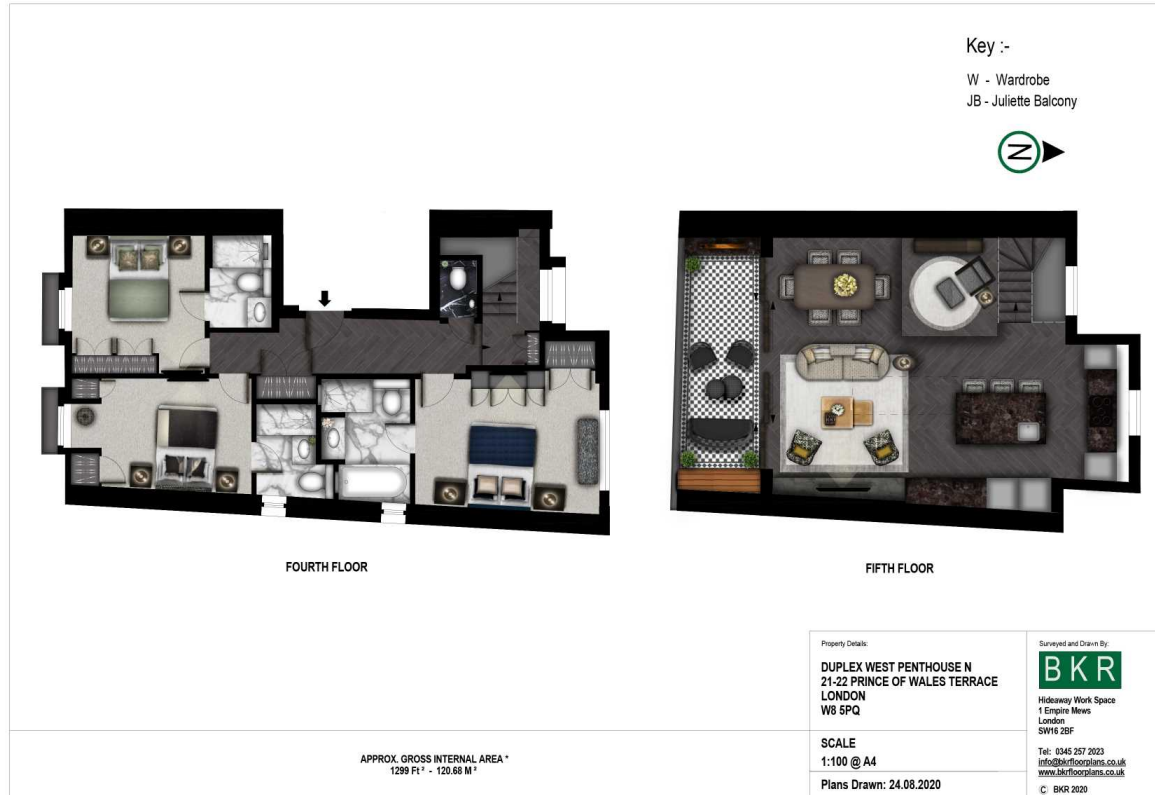 Key :-
W - Wardrobe
JB - Juliette Balcony
N
FOURTH FLOOR
FIFTH FLOOR
APPROX. GROSS INTERNAL AREA *
1299 Ft ² - 120.68 M ²
Property Details:
DUPLEX WEST PENTHOUSE N
21-22 PRINCE OF WALES TERRACE
LONDON
W8 5PQ
SCALE
1:100 @ A4
Plans Drawn: 24.08.2020
Surveyed and Drawn By:
BKR
Hideaway Work Space
1 Empire Mews
London
SW16 2BF
Tel: 0345 257 2023
info@bkrfloorplans.co.uk
www.bkrfloorplans.co.uk
© BKR 2020